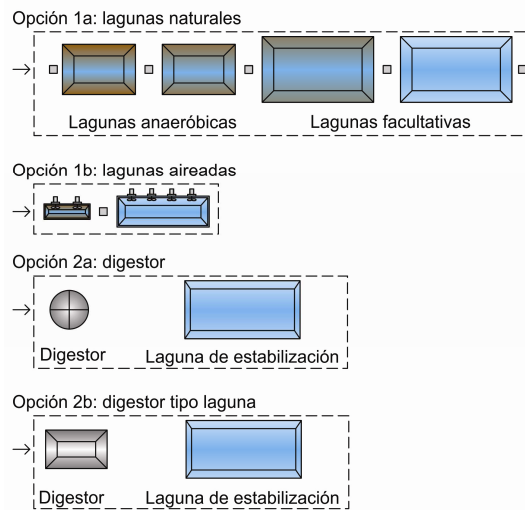 Opción 1a: lagunas naturales
Lagunas anaeróbicas Lagunas facultativas
Opción 1b: lagunas aireadas
Opción 2a: digestor
Digestor Laguna de estabilización
Opción 2b: digestor tipo laguna
Digestor Laguna de estabilización